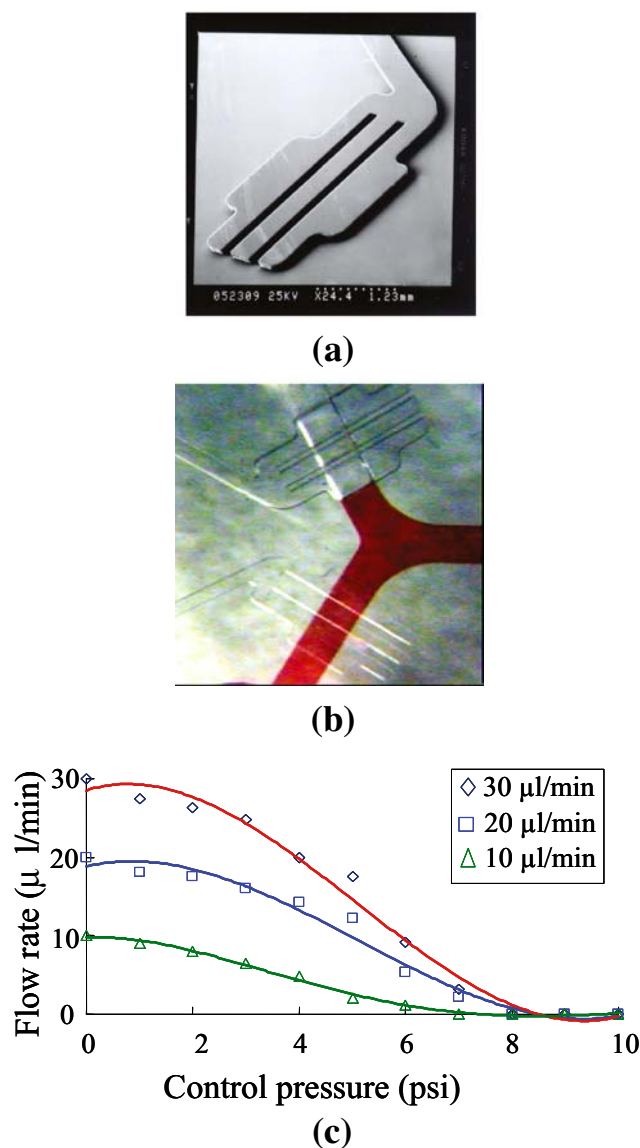 052309 25KV X24.4 1.23mm
(a)
(b)
30 µl/min
20 µl/min
10 µl/min
Flow rate (µ l/min)
30
20
10
0
0 2 4 6 8 10
Control pressure (psi)
(c)